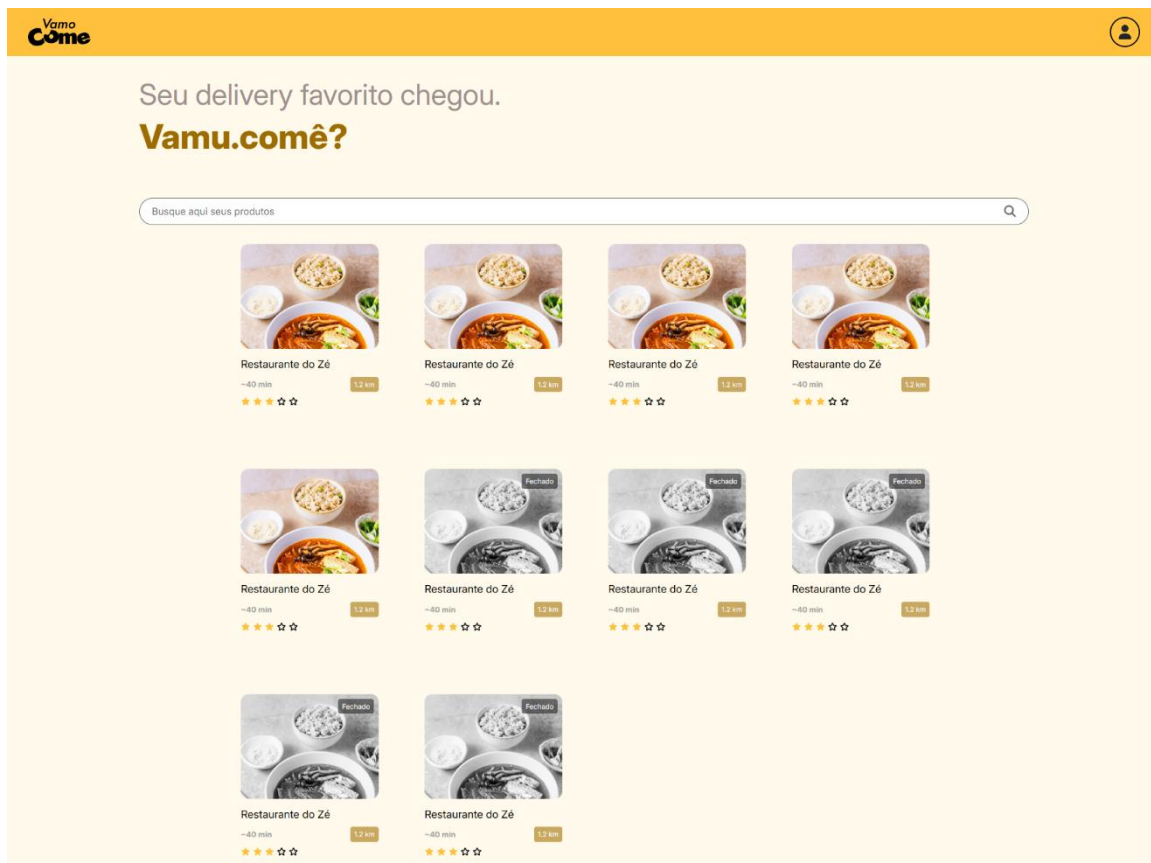 Vamo
Come
Seu delivery favorito chegou.
Vamu.comê?
Busque aqui seus produtos
Restaurante do Zé
~40 min 1.2 km
Restaurante do Zé
~40 min 1.2 km
Restaurante do Zé
~40 min 1.2 km
Restaurante do Zé
~40 min 1.2 km
Restaurante do Zé
~40 min 1.2 km
Fechado
Restaurante do Zé
~40 min 1.2 km
Fechado
Restaurante do Zé
~40 min 1.2 km
Fechado
Restaurante do Zé
~40 min 1.2 km
Fechado
Restaurante do Zé
~40 min 1.2 km
Fechado
Restaurante do Zé
~40 min 1.2 km